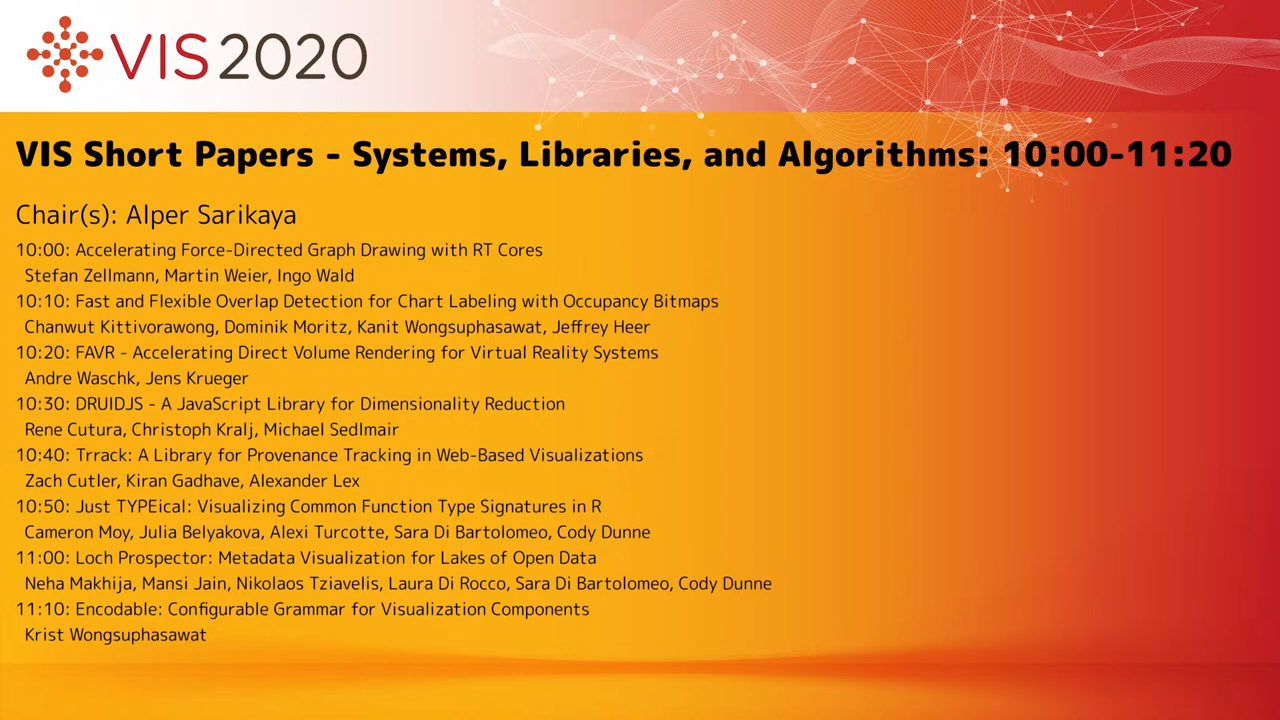 VIS2020
VIS Short Papers - Systems, Libraries, and Algorithms: 10:00-11:20
Chair(s): Alper Sarikaya
10:00: Accelerating Force-Directed Graph Drawing with RT Cores
Stefan Zellmann, Martin Weier, Ingo Wald
10:10: Fast and Flexible Overlap Detection for Chart Labeling with Occupancy Bitmaps
Chanwut Kittivorawong, Dominik Moritz, Kanit Wongsuphasawat, Jeffrey Heer
10:20: FAVR - Accelerating Direct Volume Rendering for Virtual Reality Systems
Andre Waschk, Jens Krueger
10:30: DRUIDJS - A JavaScript Library for Dimensionality Reduction
Rene Cutura, Christoph Kralj, Michael Sedlmair
10:40: Trrack: A Library for Provenance Tracking in Web-Based Visualizations
Zach Cutler, Kiran Gadhave, Alexander Lex
10:50: Just TYPEical: Visualizing Common Function Type Signatures in R
Cameron Moy, Julia Belyakova, Alexi Turcotte, Sara Di Bartolomeo, Cody Dunne
11:00: Loch Prospector: Metadata Visualization for Lakes of Open Data
Neha Makhija, Mansi Jain, Nikolaos Tziavelis, Laura Di Rocco, Sara Di Bartolomeo, Cody Dunne
11:10: Encodable: Configurable Grammar for Visualization Components
Krist Wongsuphasawat